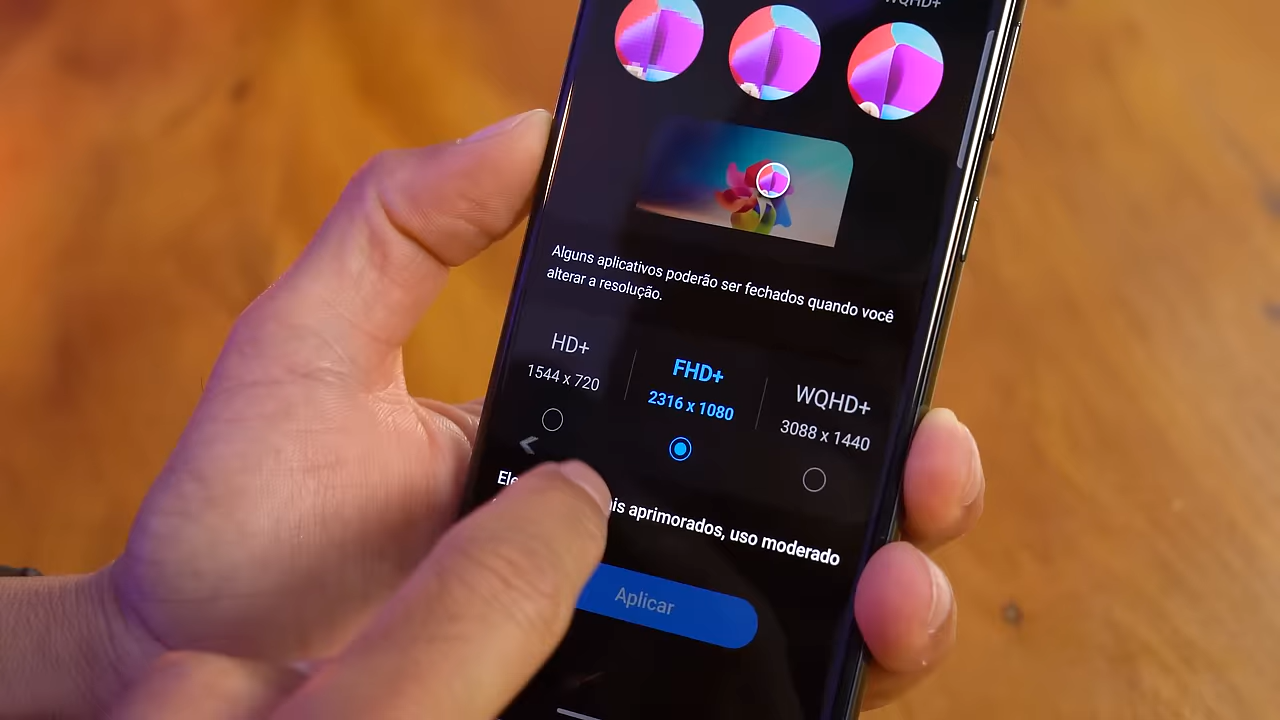 WQHD+
Alguns aplicativos poderão ser fechados quando você
alterar a resolução.
HD+
1544 x 720
FHD+
2316 x 1080
WQHD+
3088 x 1440
aprimorados, uso moderado
Aplicar